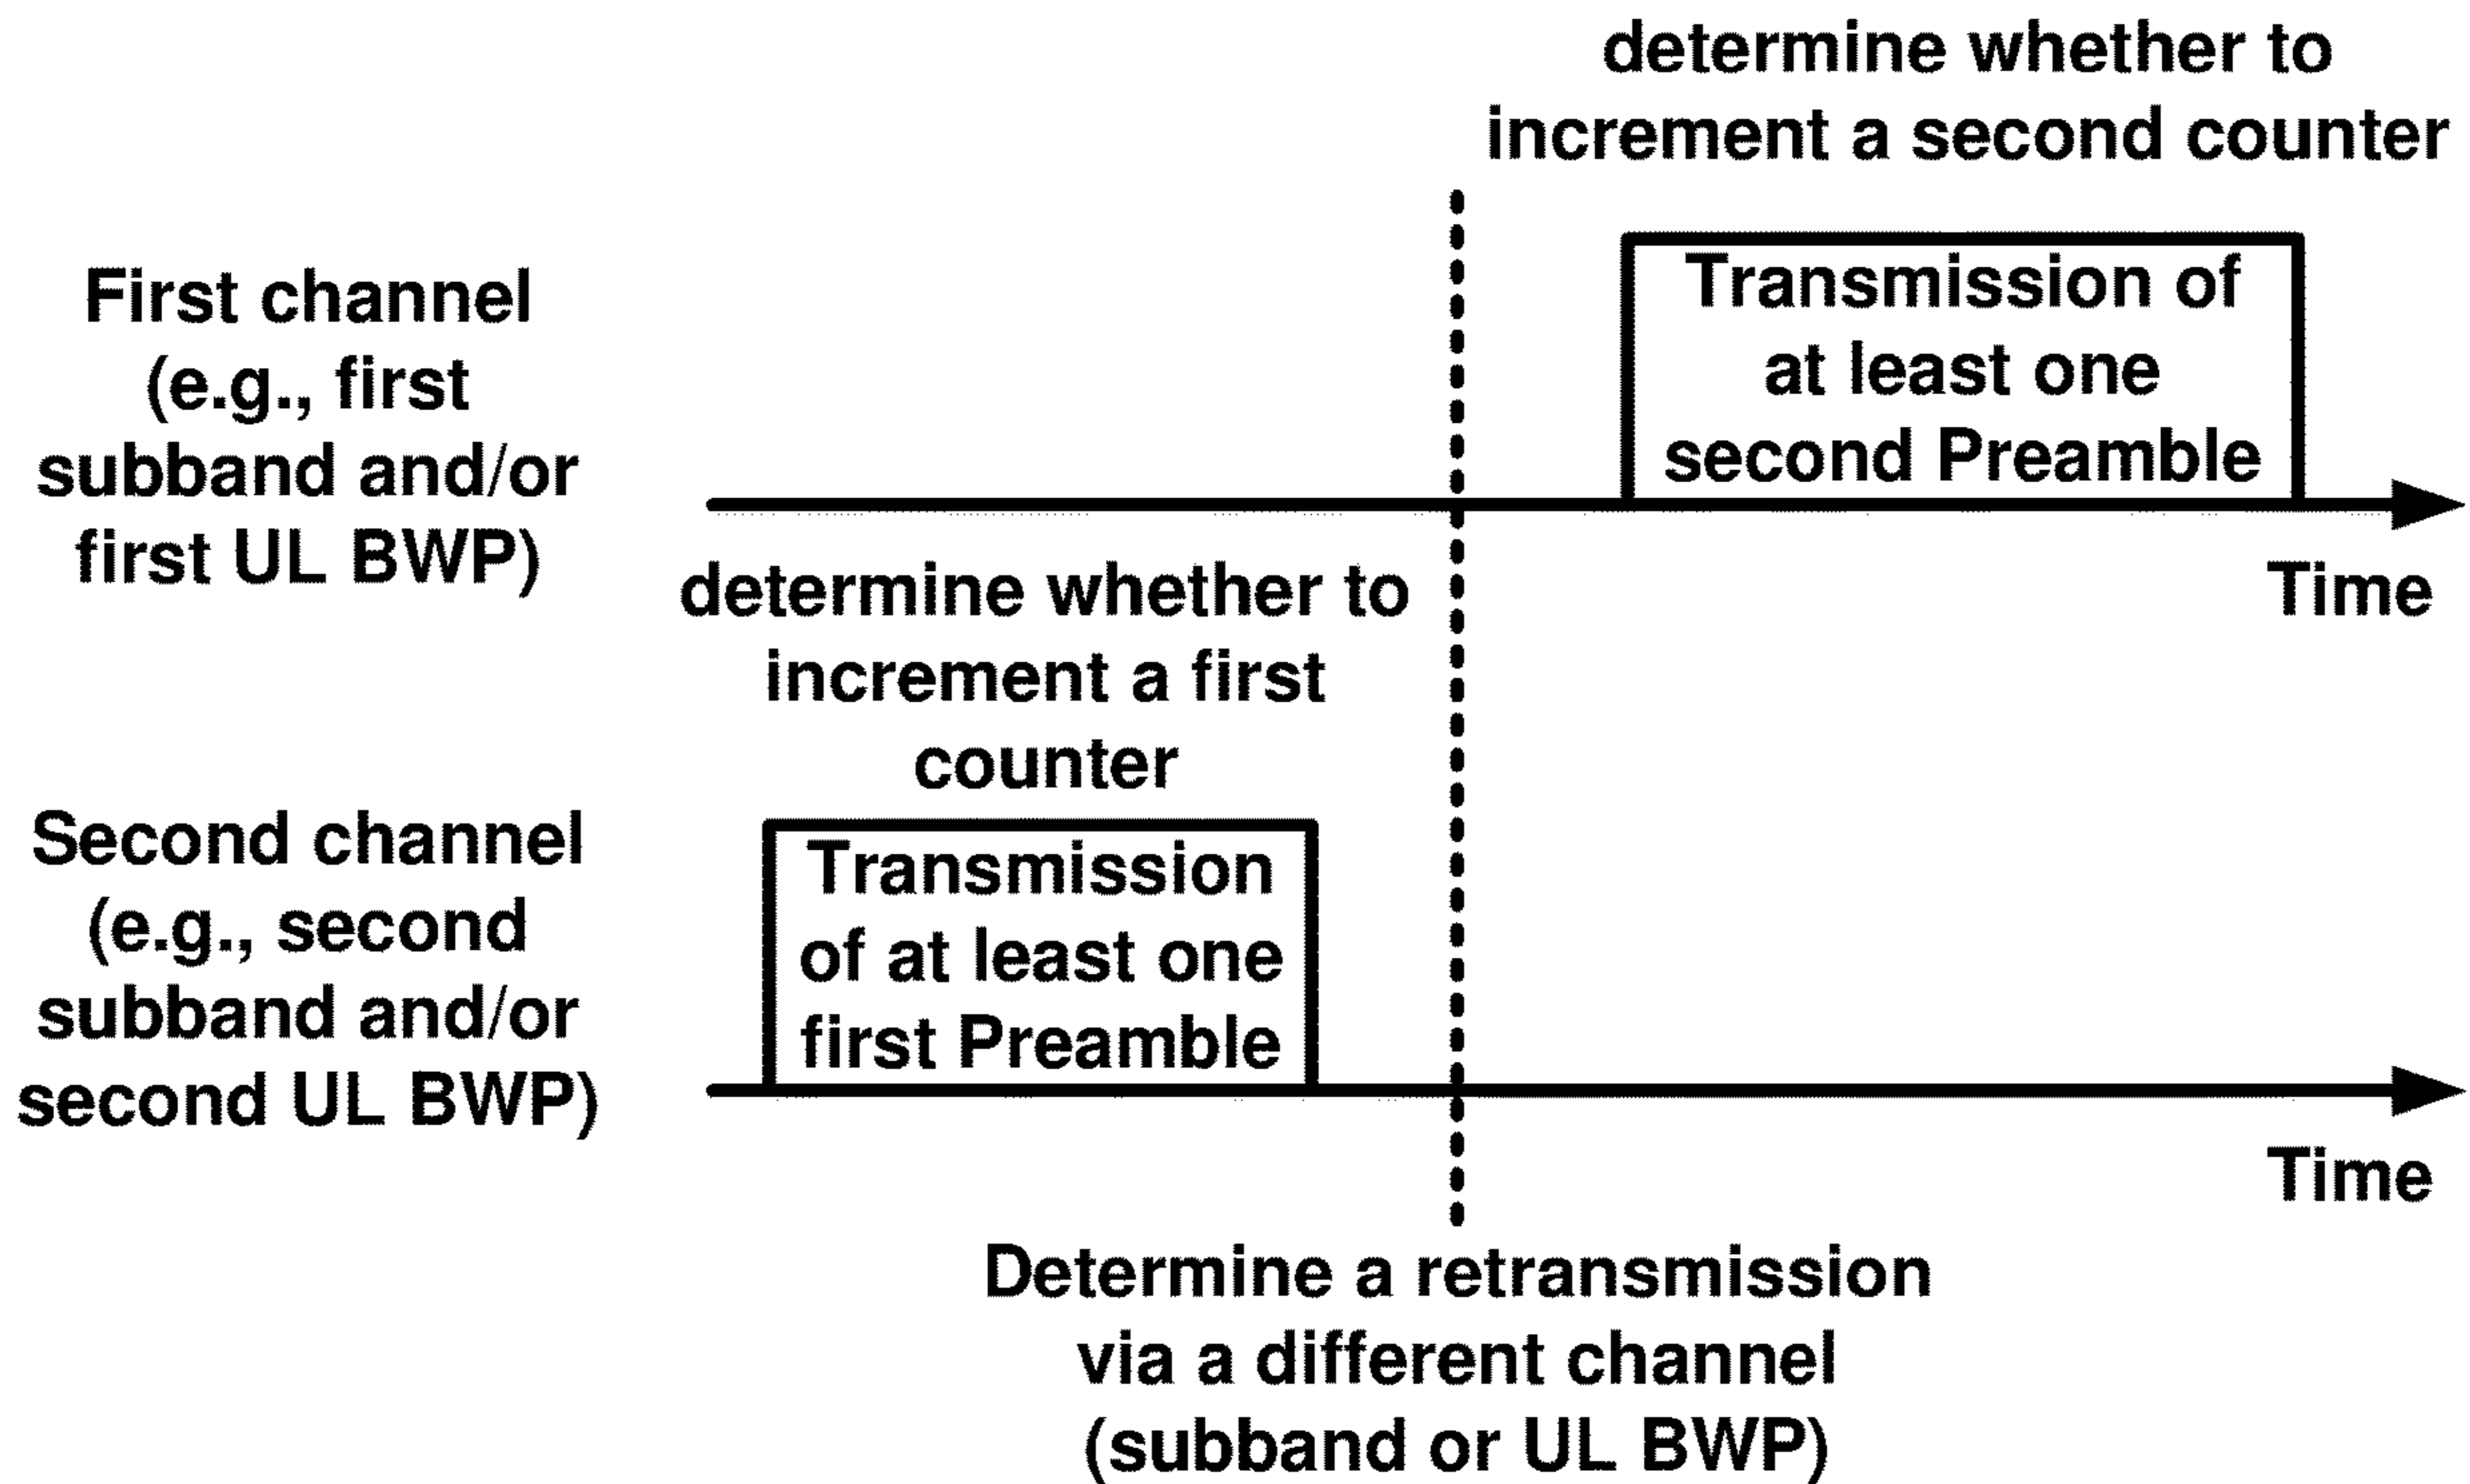 determine whether to
increment a second counter
First channel
(e.g., first
subband and/or
first UL BWP)
Transmission of
at least one
second Preamble
Time
determine whether to
increment a first
counter
Second channel
(e.g., second
subband and/or
second UL BWP)
Transmission
of at least one
first Preamble
Time
Determine a retransmission
via a different channel
(subband or UL BWP)